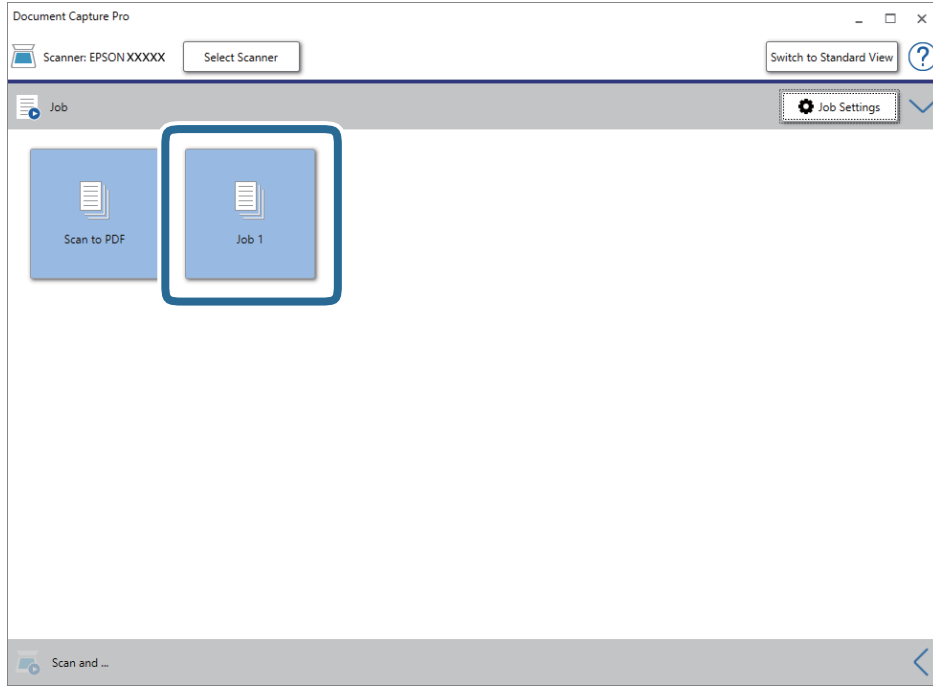 Document Capture Pro
Scanner: EPSON XXXXX
Select Scanner
Switch to Standard View
?
Job
Job Settings
Scan to PDF
Job 1
Scan and ...